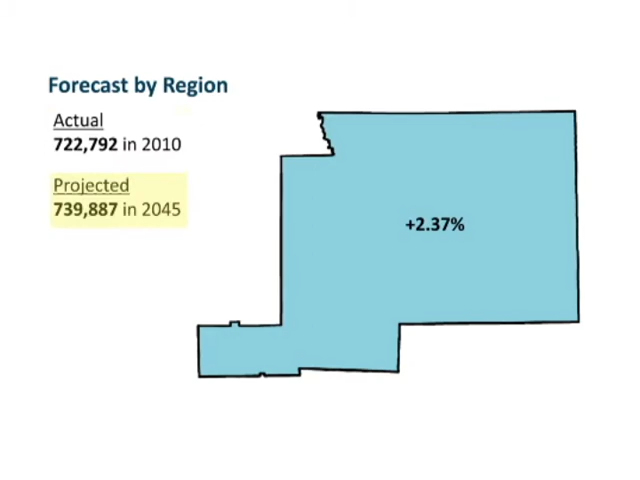 Forecast by Region
Actual
722,792 in 2010
Projected
739,887 in 2045
+2.37%